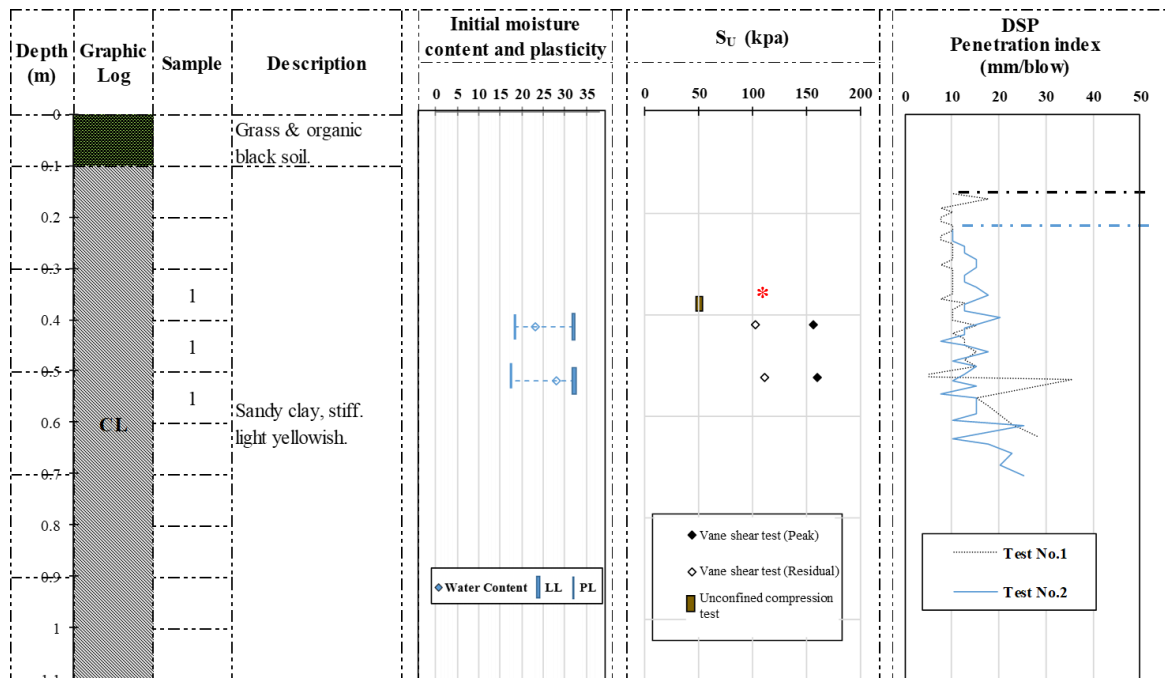 Depth
(m)
Graphic
Log
Sample
Description
Initial moisture
content and plasticity
S_U (kpa)
DSP
Penetration index
(mm/blow)
0 5 10 15 20 25 30 35
0 50 100 150 200
0 10 20 30 40 50
0
Grass & organic
black soil.
0.1
0.2
0.3
1
*
0.4
1
0.5
1
Sandy clay, stiff.
light yellowish.
0.6
CL
0.7
0.8
0.9
1
1.1
Water Content LL PL
Vane shear test (Peak)
Vane shear test (Residual)
Unconfined compression
test
Test No.1
Test No.2